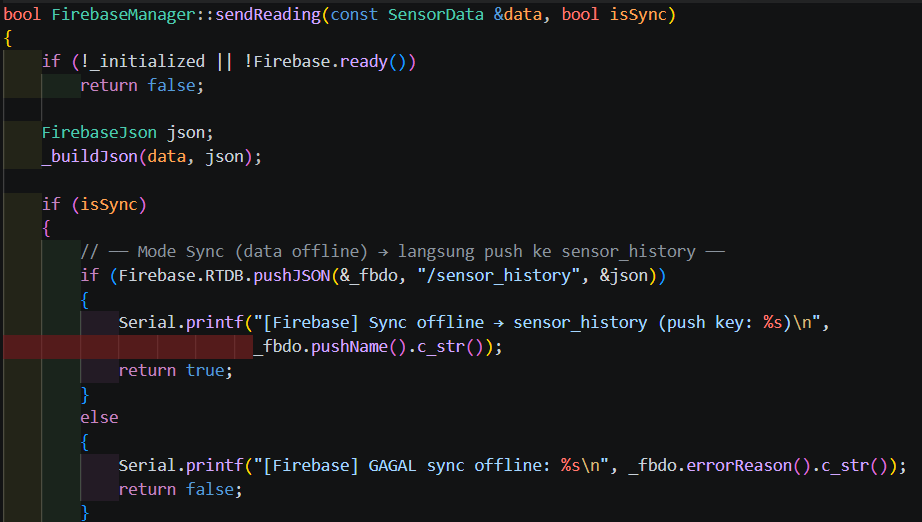 bool FirebaseManager::sendReading(const SensorData &data, bool isSync)
{
    if (!_initialized || !Firebase.ready())
        return false;

    FirebaseJson json;
    _buildJson(data, json);

    if (isSync)
    {
        // —— Mode Sync (data offline) → langsung push ke sensor_history ——
        if (Firebase.RTDB.pushJSON(&_fbdo, "/sensor_history", &json))
        {
            Serial.printf("[Firebase] Sync offline → sensor_history (push key: %s)\n",
                          _fbdo.pushName().c_str());
            return true;
        }
        else
        {
            Serial.printf("[Firebase] GAGAL sync offline: %s\n", _fbdo.errorReason().c_str());
            return false;
        }